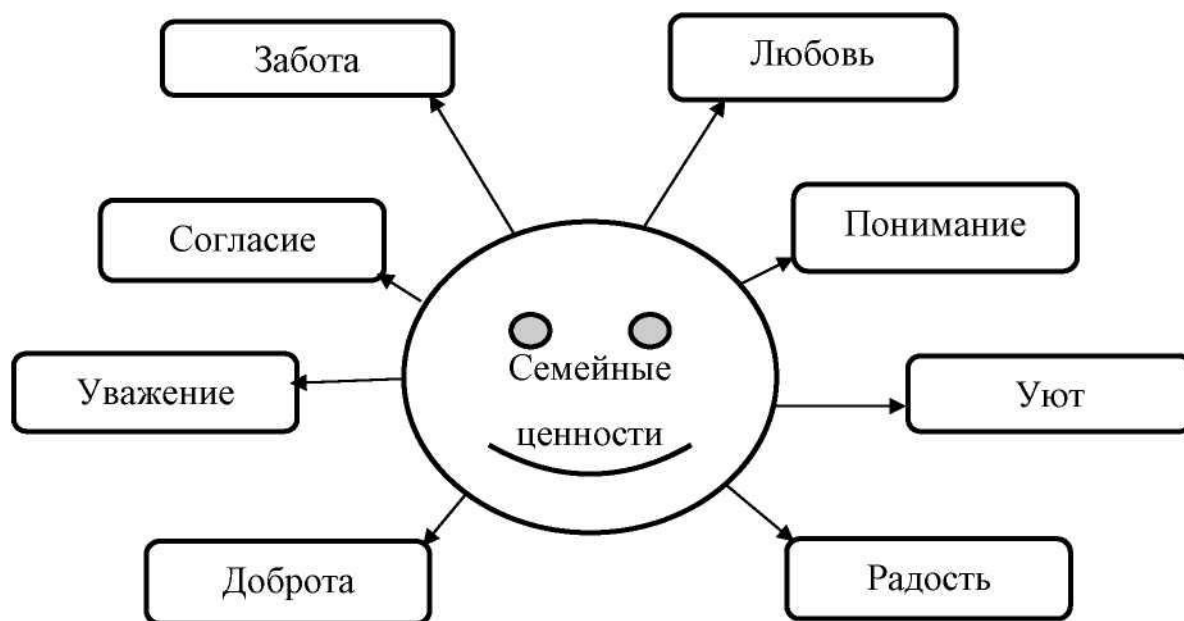 Забота
Любовь
Согласие
Понимание
Семейные
ценности
Уважение
Уют
Доброта
Радость